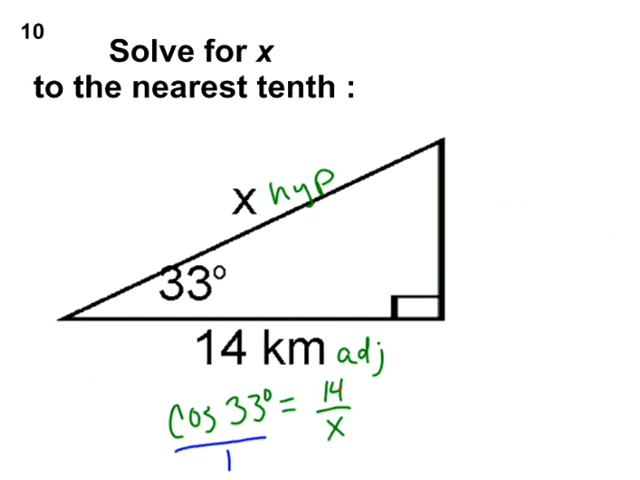 10
Solve for x
to the nearest tenth :
x hyp
33°
14 km adj
cos 33° = 14/x
1